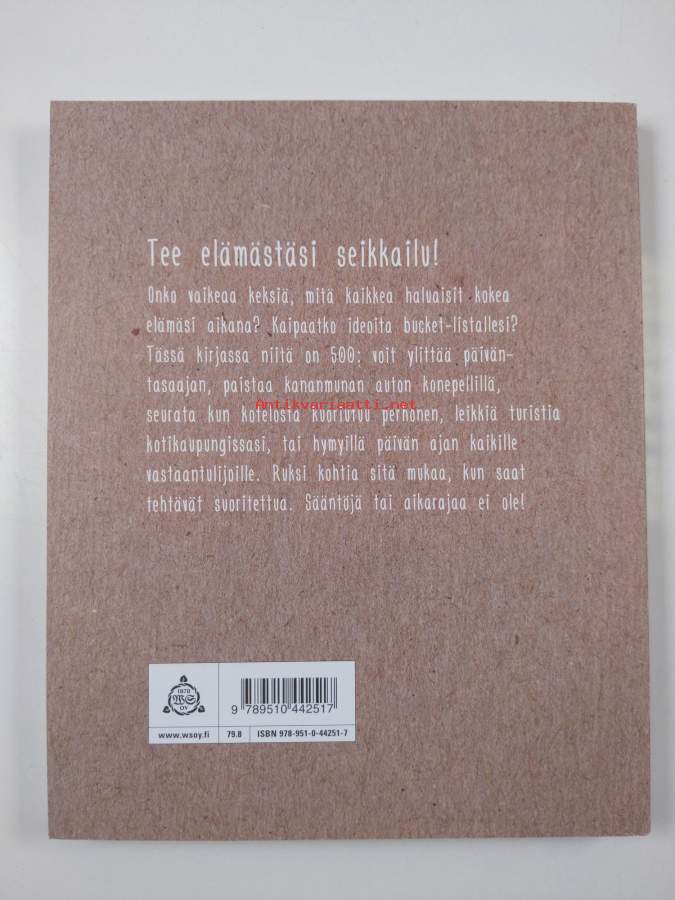 Tee elämästäsi seikkailu!
Onko vaikeaa keksiä, mitä kaikkea haluaisit kokea
elämäsi aikana? Kaipaatko ideoita bucket-listallesi?
Tässä kirjassa niitä on 500: voit ylittää päivän-
tasaajan, paistaa kananmunan auton konepellillä,
Antikvariaatti.net
seurata kun kotelosta kuoriutuu perhonen, leikkiä turistia
kotikaupungissasi, tai hymyillä päivän ajan kaikille
vastaantulijoille. Ruksi kohtia sitä mukaa, kun saat
tehtävät suoritettua. Sääntöjä tai aikarajaa ei ole!
1878
WS
OY
9 789510 442517
www.wsoy.fi 79.8 ISBN 978-951-0-44251-7